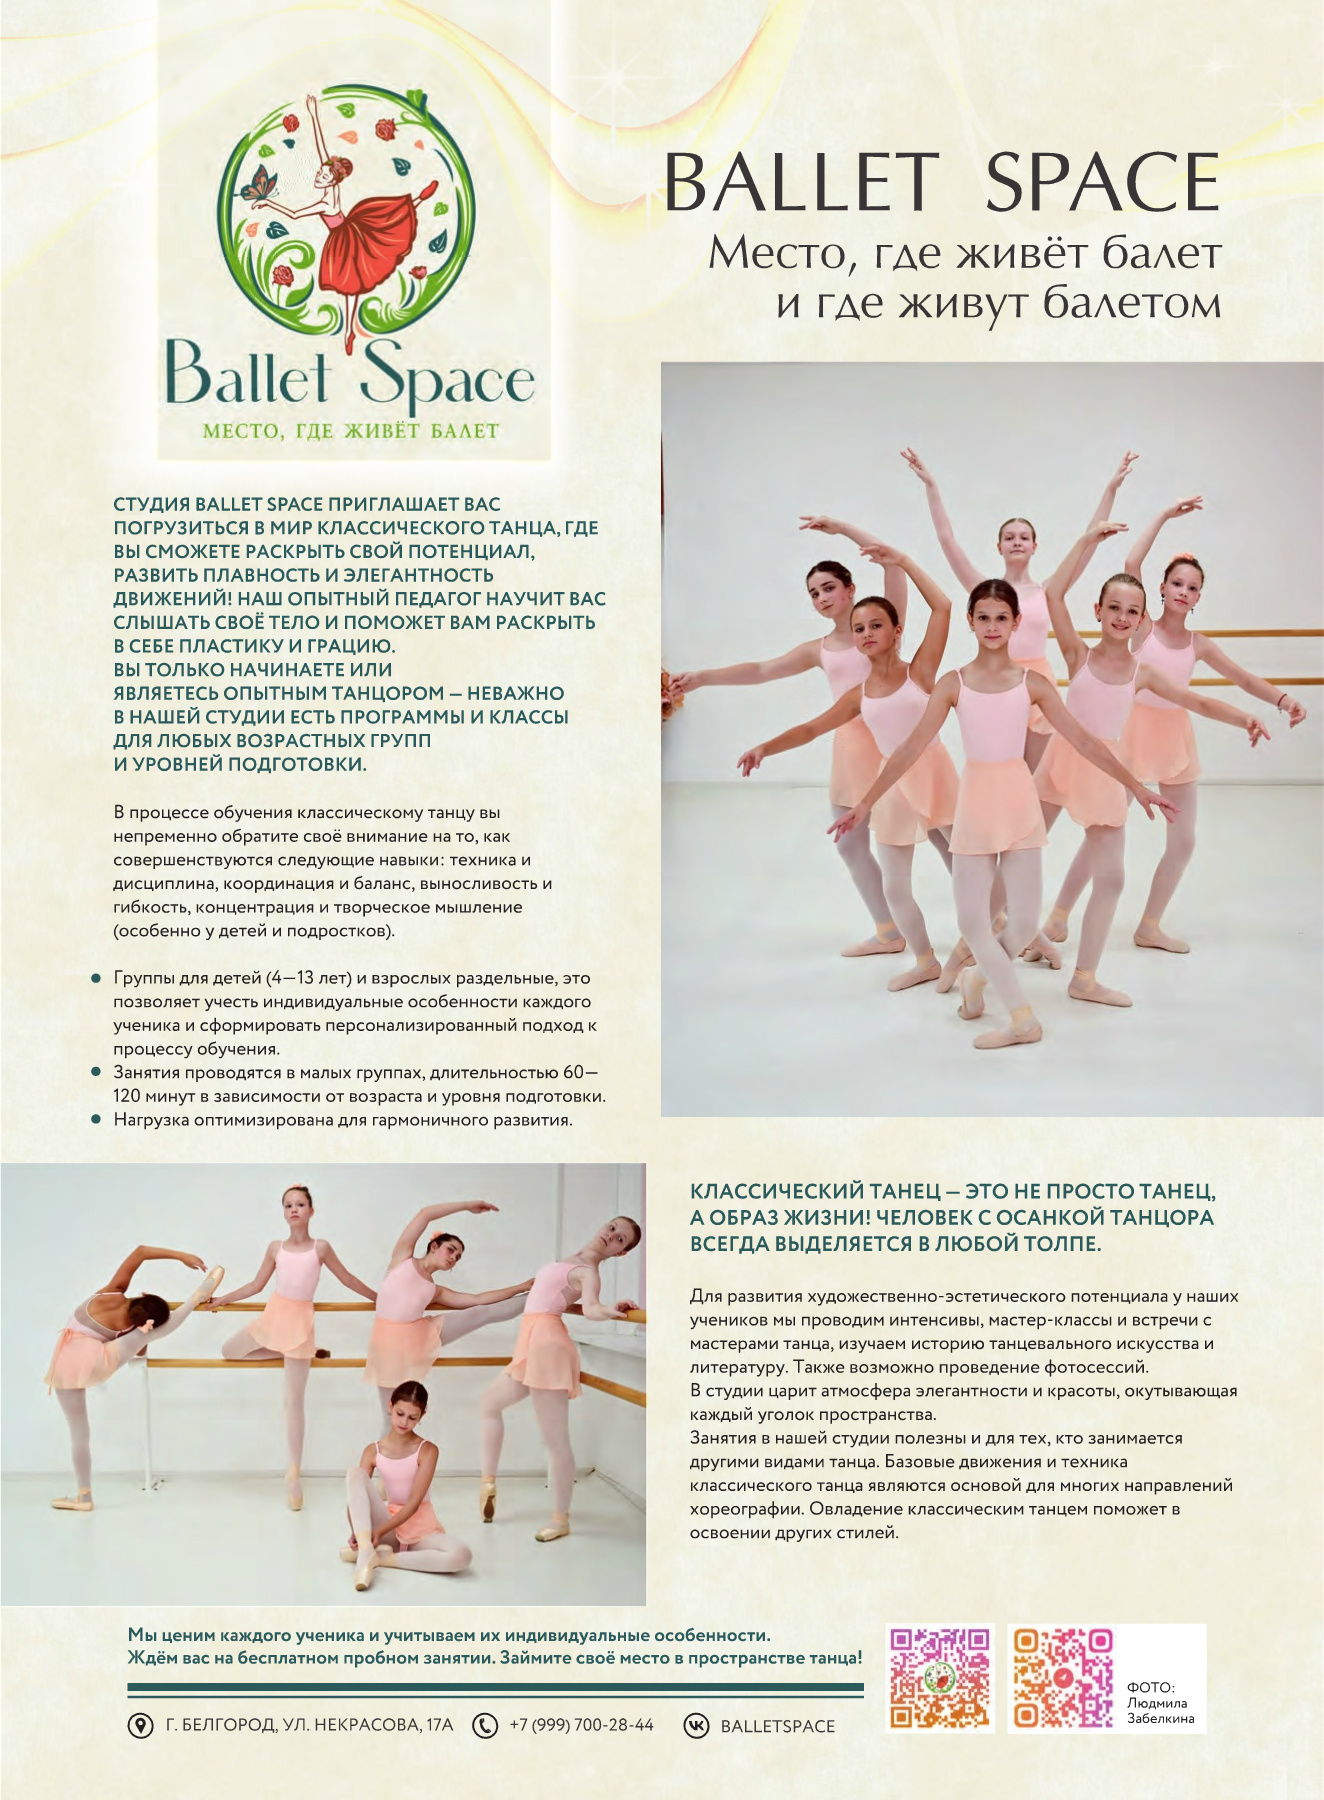 Ballet Space
МЕСТО, ГДЕ ЖИВЁТ БАЛЕТ
BALLET SPACE
Место, где живёт балет
и где живут балетом
СТУДИЯ BALLET SPACE ПРИГЛАШАЕТ ВАС
ПОГРУЗИТЬСЯ В МИР КЛАССИЧЕСКОГО ТАНЦА, ГДЕ
ВЫ СМОЖЕТЕ РАСКРЫТЬ СВОЙ ПОТЕНЦИАЛ,
РАЗВИТЬ ПЛАВНОСТЬ И ЭЛЕГАНТНОСТЬ
ДВИЖЕНИЙ! НАШ ОПЫТНЫЙ ПЕДАГОГ НАУЧИТ ВАС
СЛЫШАТЬ СВОЁ ТЕЛО И ПОМОЖЕТ ВАМ РАСКРЫТЬ
В СЕБЕ ПЛАСТИКУ И ГРАЦИЮ.
ВЫ ТОЛЬКО НАЧИНАЕТЕ ИЛИ
ЯВЛЯЕТЕСЬ ОПЫТНЫМ ТАНЦОРОМ — НЕВАЖНО
В НАШЕЙ СТУДИИ ЕСТЬ ПРОГРАММЫ И КЛАССЫ
ДЛЯ ЛЮБЫХ ВОЗРАСТНЫХ ГРУПП
И УРОВНЕЙ ПОДГОТОВКИ.
В процессе обучения классическому танцу вы
непременно обратите своё внимание на то, как
совершенствуются следующие навыки: техника и
дисциплина, координация и баланс, выносливость и
гибкость, концентрация и творческое мышление
(особенно у детей и подростков).
• Группы для детей (4—13 лет) и взрослых раздельные, это
позволяет учесть индивидуальные особенности каждого
ученика и сформировать персонализированный подход к
процессу обучения.
• Занятия проводятся в малых группах, длительностью 60—
120 минут в зависимости от возраста и уровня подготовки.
• Нагрузка оптимизирована для гармоничного развития.
КЛАССИЧЕСКИЙ ТАНЕЦ — ЭТО НЕ ПРОСТО ТАНЕЦ,
А ОБРАЗ ЖИЗНИ! ЧЕЛОВЕК С ОСАНКОЙ ТАНЦОРА
ВСЕГДА ВЫДЕЛЯЕТСЯ В ЛЮБОЙ ТОЛПЕ.
Для развития художественно-эстетического потенциала у наших
учеников мы проводим интенсивы, мастер-классы и встречи с
мастерами танца, изучаем историю танцевального искусства и
литературу. Также возможно проведение фотосессий.
В студии царит атмосфера элегантности и красоты, окутывающая
каждый уголок пространства.
Занятия в нашей студии полезны и для тех, кто занимается
другими видами танца. Базовые движения и техника
классического танца являются основой для многих направлений
хореографии. Овладение классическим танцем поможет в
освоении других стилей.
Мы ценим каждого ученика и учитываем их индивидуальные особенности.
Ждём вас на бесплатном пробном занятии. Займите своё место в пространстве танца!
Г. БЕЛГОРОД, УЛ. НЕКРАСОВА, 17А
+7 (999) 700-28-44
BALLETSPACE
ФОТО:
Людмила
Забелкина